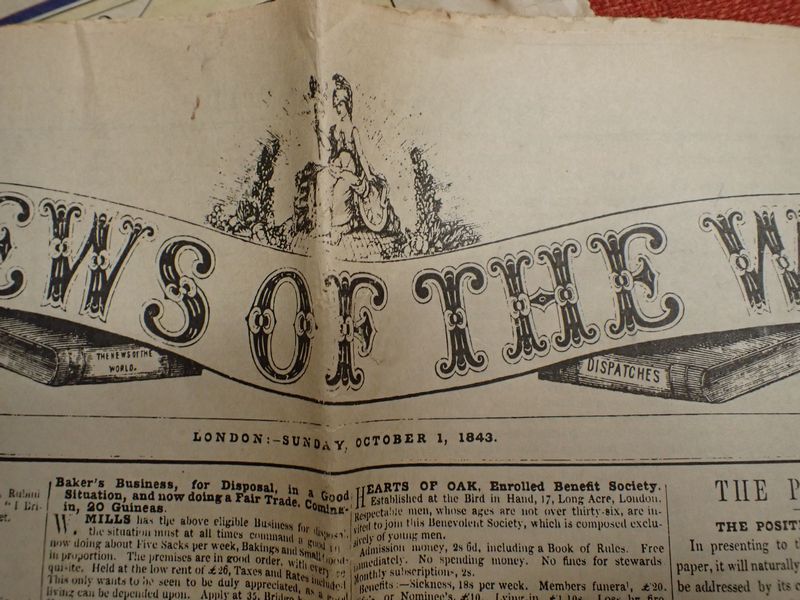 EWS OF THE W
THE NEWS OF THE
WORLD.
DISPATCHES
LONDON:-SUNDAY, OCTOBER 1, 1843.
Baker's Business, for Disposal, in a Good
Situation, and now doing a Fair Trade. Coming-
in, 20 Guineas.
W. MILLS has the above eligible Business for disposal.
the situation must at all times command a good
now doing about Five Sacks per week, Bakings and Small
in proportion. The premises are in good order, with every
quisite. Held at the low rent of £26, Taxes and Rates included
This only wants to be seen to be duly appreciated, as a good
living can be depended upon. Apply at 35,
HEARTS OF OAK, Enrolled Benefit Society.
Established at the Bird in Hand, 17, Long Acre, London.
Respectable men, whose ages are not over thirty-six, are in-
vited to join this Benevolent Society, which is composed exclu-
sively of young men.
Admission money, 2s 6d, including a Book of Rules. Free
immediately. No spending money. No fines for stewards
Monthly subscriptions, 2s.
Benefits:—Sickness, 18s per week. Members funeral, £20.
or Nominee's, £10.
THE P
THE POSIT
In presenting to t
paper, it will naturally
be addressed by its c